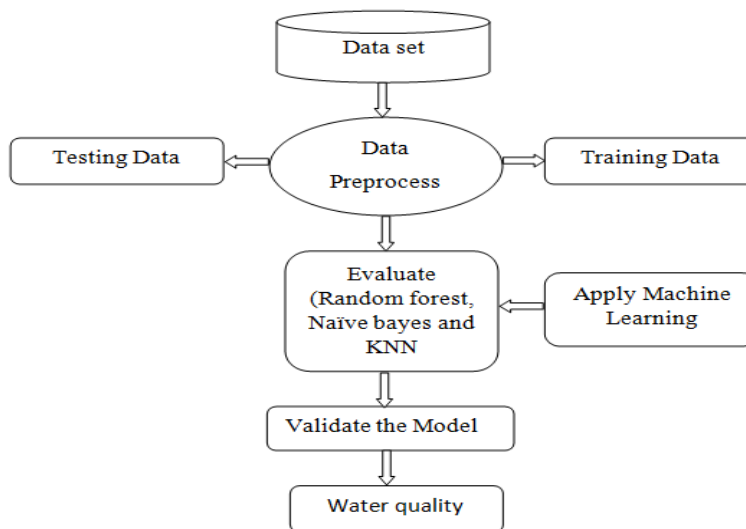 Data set
Testing Data
Data
Preprocess
Training Data
Evaluate
(Random forest,
Naïve bayes and
KNN
Apply Machine
Learning
Validate the Model
Water quality